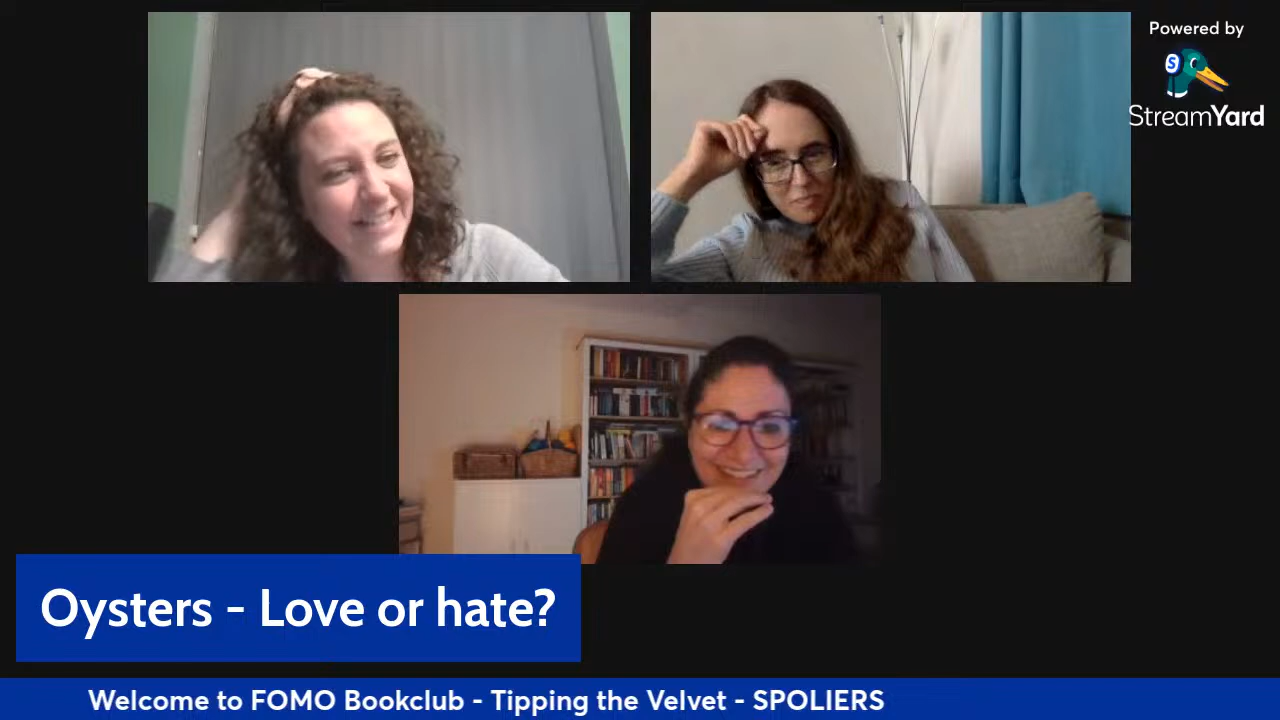 Powered by
S
StreamYard
Oysters - Love or hate?
Welcome to FOMO Bookclub - Tipping the Velvet - SPOLIERS